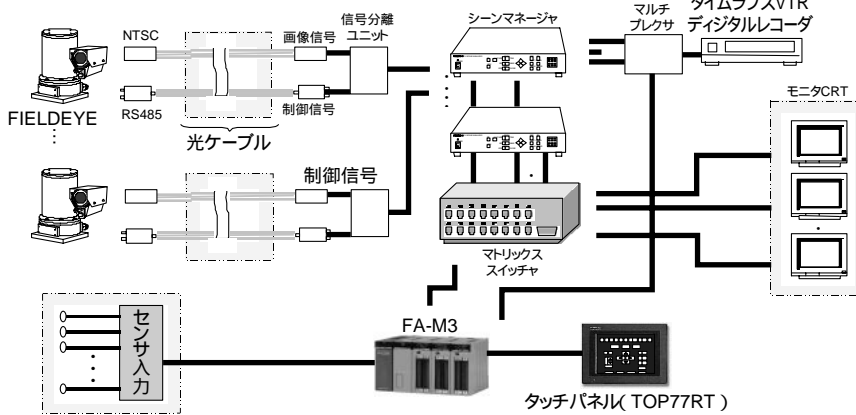 NTSC
画像信号
信号分離
ユニット
シーンマネージャ
マルチ
プレクサ
タイムラプスVTR
ディジタルレコーダ
RS485
制御信号
FIELDEYE
光ケーブル
モニタCRT
制御信号
マトリックス
スイッチャ
センサ入力
FA-M3
タッチパネル( TOP77RT )